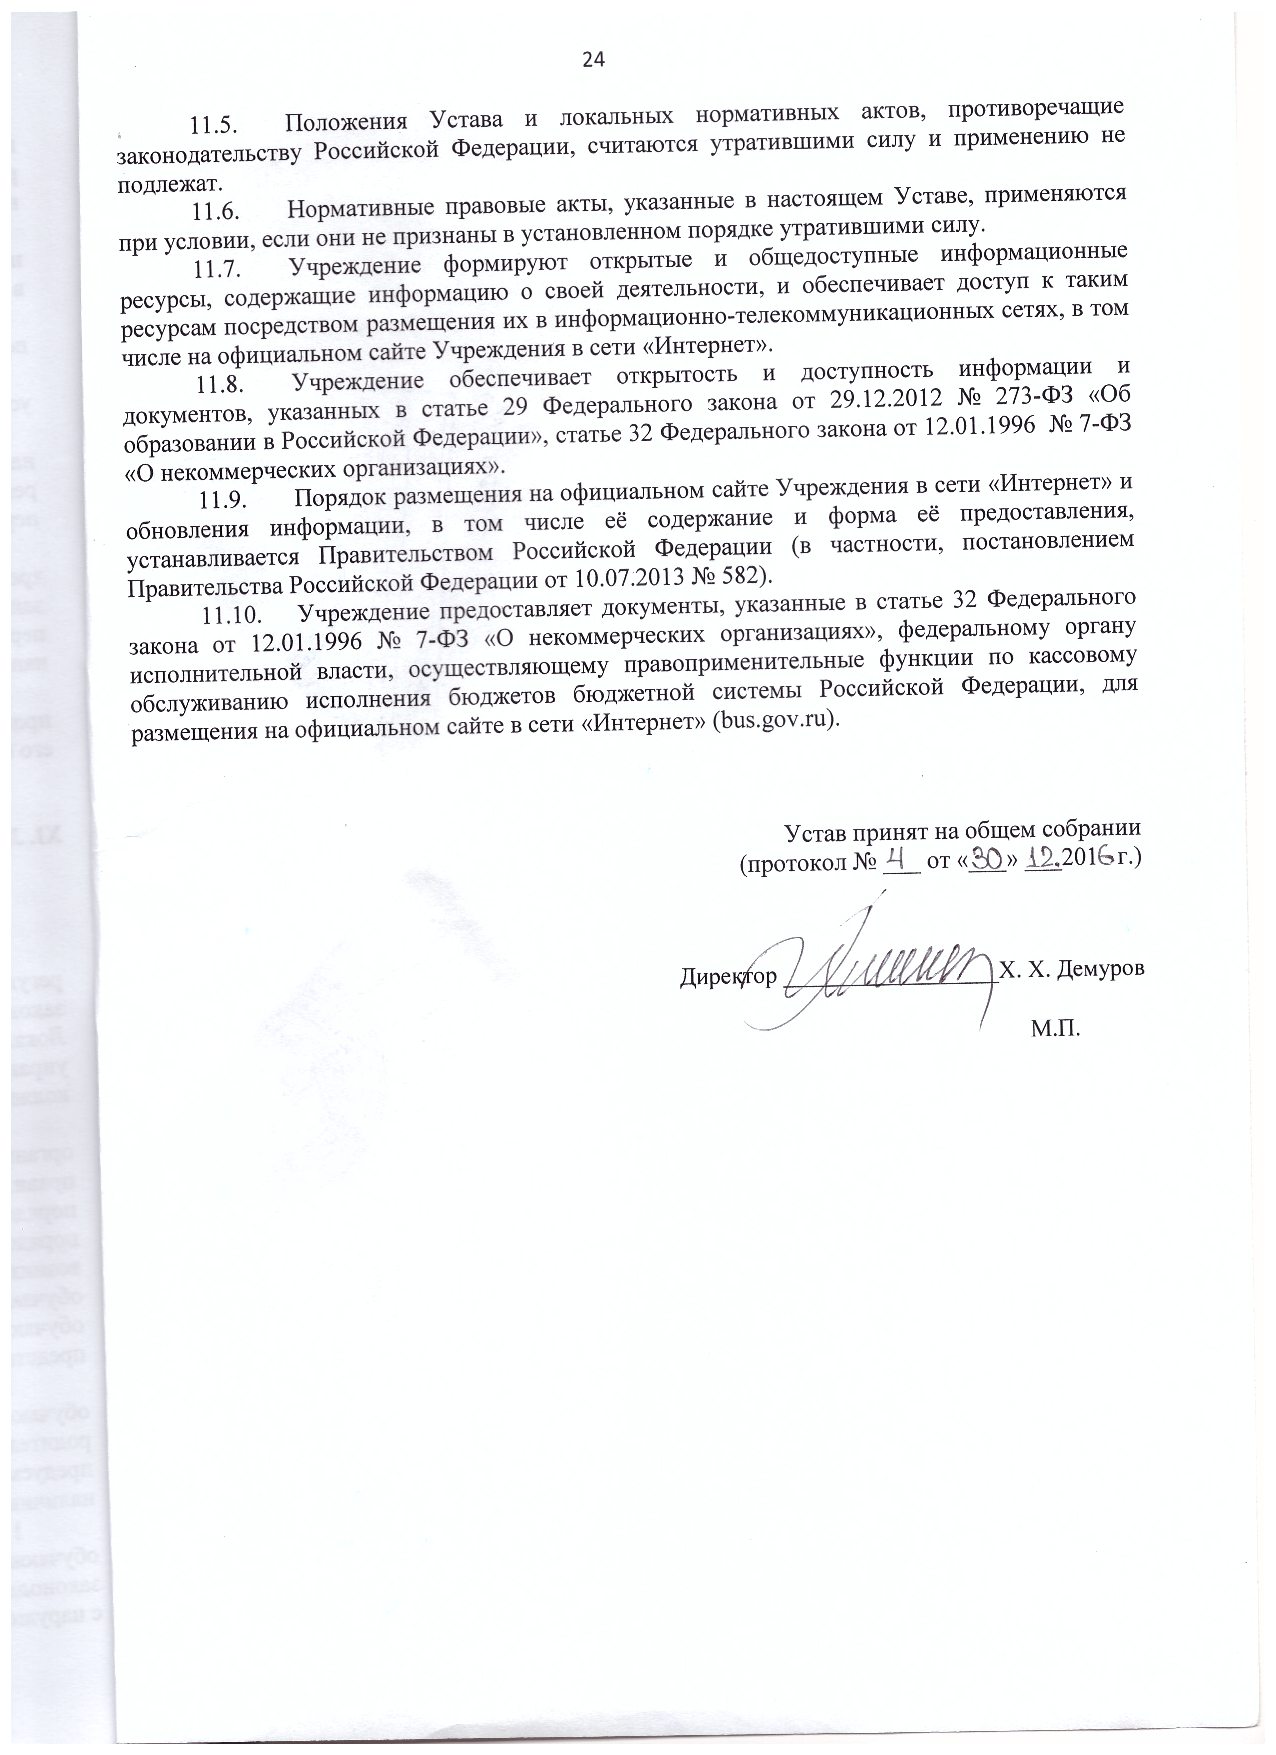 24
11.5. Положения Устава и локальных нормативных актов, противоречащие
законодательству Российской Федерации, считаются утратившими силу и применению не
подлежат.
11.6. Нормативные правовые акты, указанные в настоящем Уставе, применяются
при условии, если они не признаны в установленном порядке утратившими силу.
11.7. Учреждение формируют открытые и общедоступные информационные
ресурсы, содержащие информацию о своей деятельности, и обеспечивает доступ к таким
ресурсам посредством размещения их в информационно-телекоммуникационных сетях, в том
числе на официальном сайте Учреждения в сети «Интернет».
11.8. Учреждение обеспечивает открытость и доступность информации и
документов, указанных в статье 29 Федерального закона от 29.12.2012 № 273-ФЗ «Об
образовании в Российской Федерации», статье 32 Федерального закона от 12.01.1996 № 7-ФЗ
«О некоммерческих организациях».
11.9. Порядок размещения на официальном сайте Учреждения в сети «Интернет» и
обновления информации, в том числе её содержание и форма её предоставления,
устанавливается Правительством Российской Федерации (в частности, постановлением
Правительства Российской Федерации от 10.07.2013 № 582).
11.10. Учреждение предоставляет документы, указанные в статье 32 Федерального
закона от 12.01.1996 № 7-ФЗ «О некоммерческих организациях», федеральному органу
исполнительной власти, осуществляющему правоприменительные функции по кассовому
обслуживанию исполнения бюджетов бюджетной системы Российской Федерации, для
размещения на официальном сайте в сети «Интернет» (bus.gov.ru).
Устав принят на общем собрании
(протокол № 4 от «30» 12.2016 г.)
Директор Х. Х. Демуров
М.П.